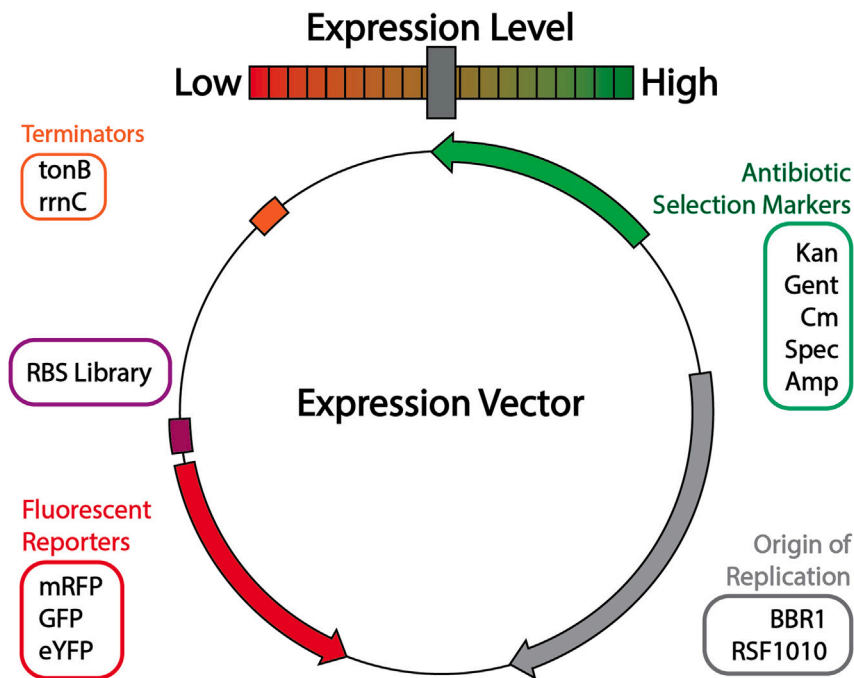 Expression Level
Low
High
Terminators
tonB
rrnC
Antibiotic
Selection Markers
Kan
Gent
Cm
Spec
Amp
RBS Library
Expression Vector
Fluorescent
Reporters
mRFP
GFP
eYFP
Origin of
Replication
BBR1
RSF1010